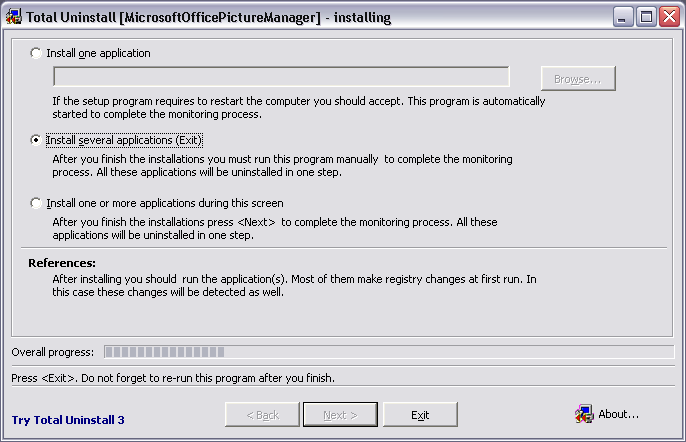 Total Uninstall [MicrosoftOfficePictureManager] - installing
Install one application
Browse...
If the setup program requires to restart the computer you should accept. This program is automatically
started to complete the monitoring process.
Install several applications (Exit)
After you finish the installations you must run this program manually to complete the monitoring
process. All these applications will be uninstalled in one step.
Install one or more applications during this screen
After you finish the installations press <Next> to complete the monitoring process. All these
applications will be uninstalled in one step.
References:
After installing you should run the application(s). Most of them make registry changes at first run. In
this case these changes will be detected as well.
Overall progress:
Press <Exit>. Do not forget to re-run this program after you finish.
Try Total Uninstall 3
< Back
Next >
Exit
About...